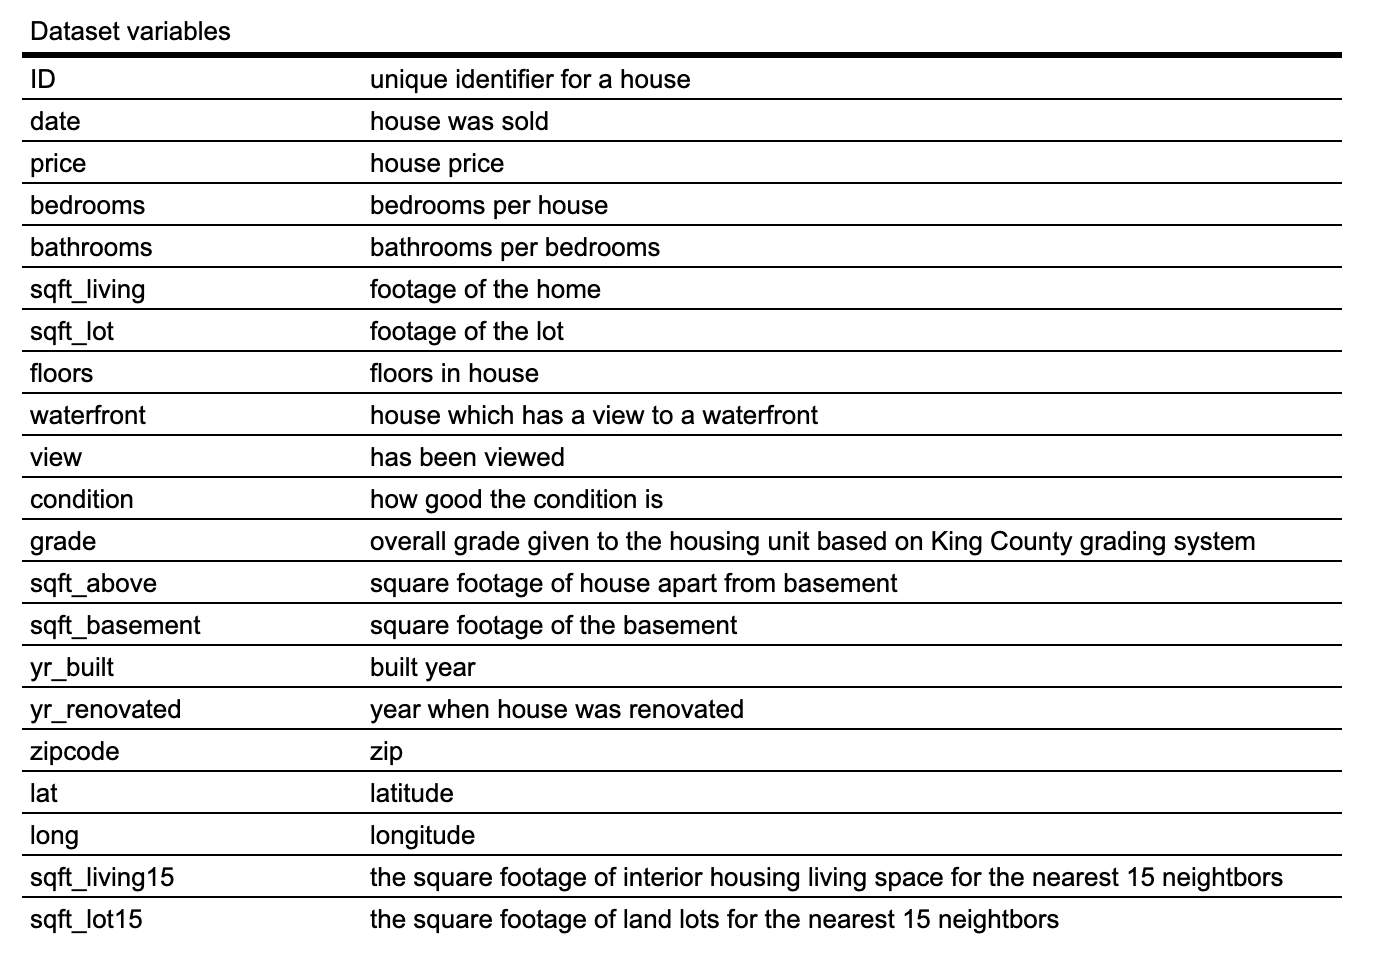 Dataset variables
ID unique identifier for a house
date house was sold
price house price
bedrooms bedrooms per house
bathrooms bathrooms per bedrooms
sqft_living footage of the home
sqft_lot footage of the lot
floors floors in house
waterfront house which has a view to a waterfront
view has been viewed
condition how good the condition is
grade overall grade given to the housing unit based on King County grading system
sqft_above square footage of house apart from basement
sqft_basement square footage of the basement
yr_built built year
yr_renovated year when house was renovated
zipcode zip
lat latitude
long longitude
sqft_living15 the square footage of interior housing living space for the nearest 15 neightbors
sqft_lot15 the square footage of land lots for the nearest 15 neightbors